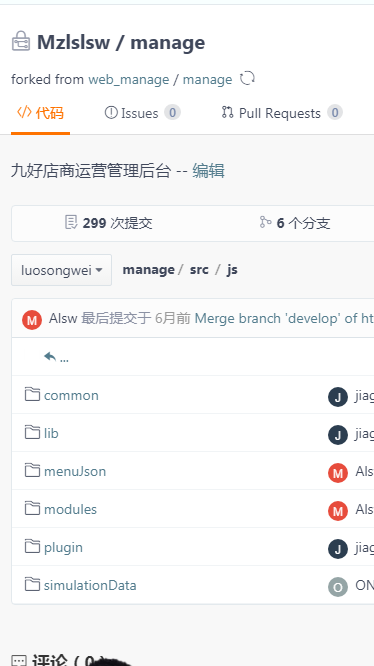 Mzlslsw / manage
forked from web_manage / manage
代码 Issues 0 Pull Requests 0
九好店商运营管理后台 -- 编辑
299 次提交 6 个分支
luosongwei manage / src / js
M Alsw 最后提交于 6月前 Merge branch 'develop' of ht
...
common J jiag
lib J jiag
menuJson M Als
modules M Als
plugin J jiag
simulationData O ON
评论 ( 0 )